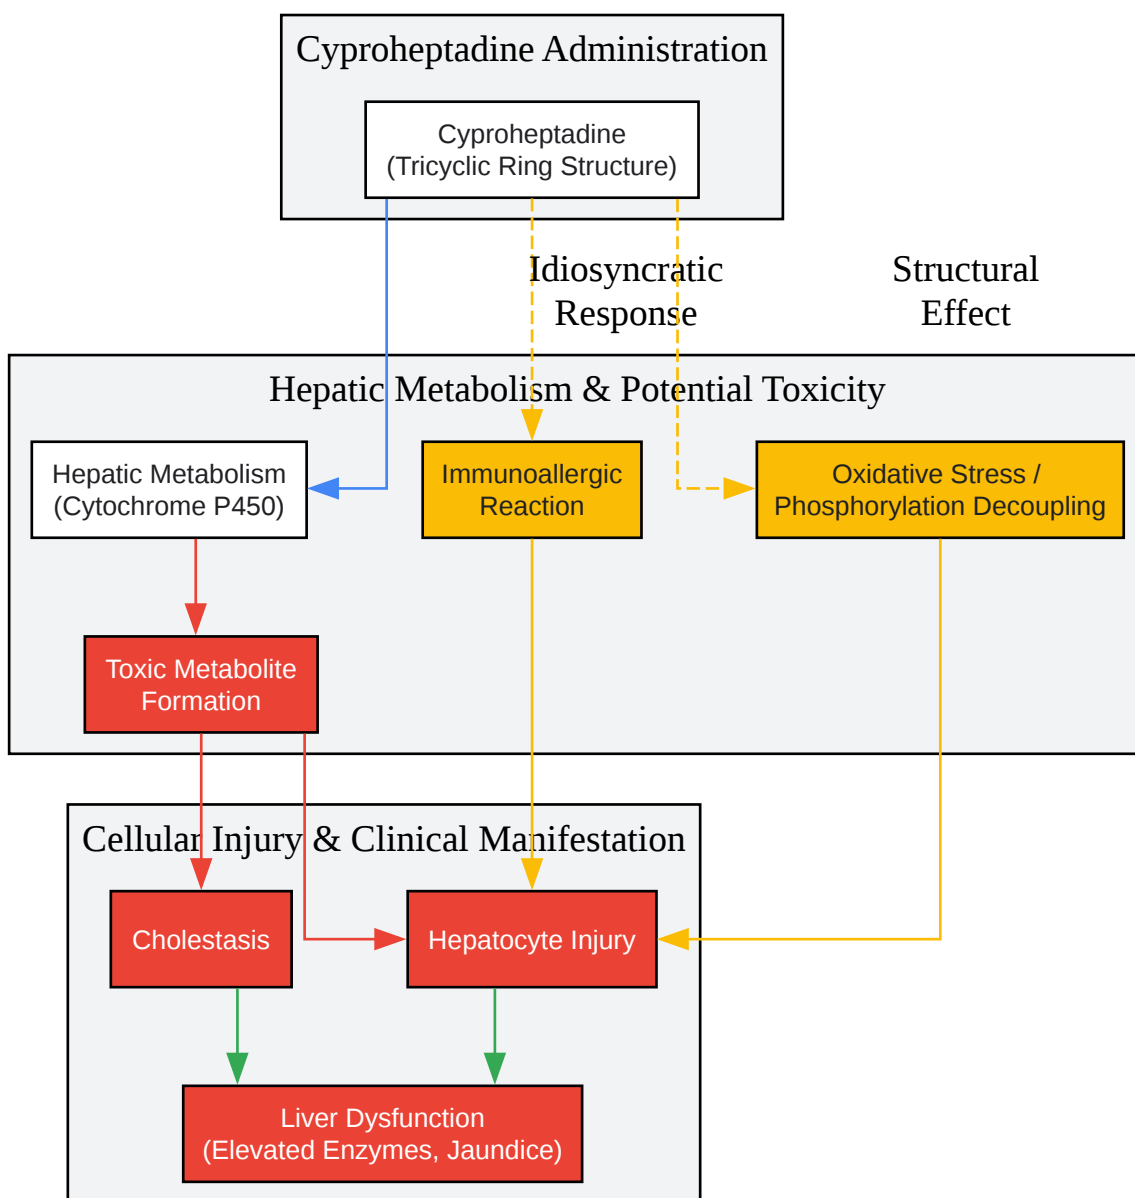 Cyproheptadine Administration
Cyproheptadine
(Tricyclic Ring Structure)
Idiosyncratic
Response
Structural
Effect
Hepatic Metabolism & Potential Toxicity
Hepatic Metabolism
(Cytochrome P450)
Immunoallergic
Reaction
Oxidative Stress /
Phosphorylation Decoupling
Toxic Metabolite
Formation
Cellular Injury & Clinical Manifestation
Cholestasis
Hepatocyte Injury
Liver Dysfunction
(Elevated Enzymes, Jaundice)